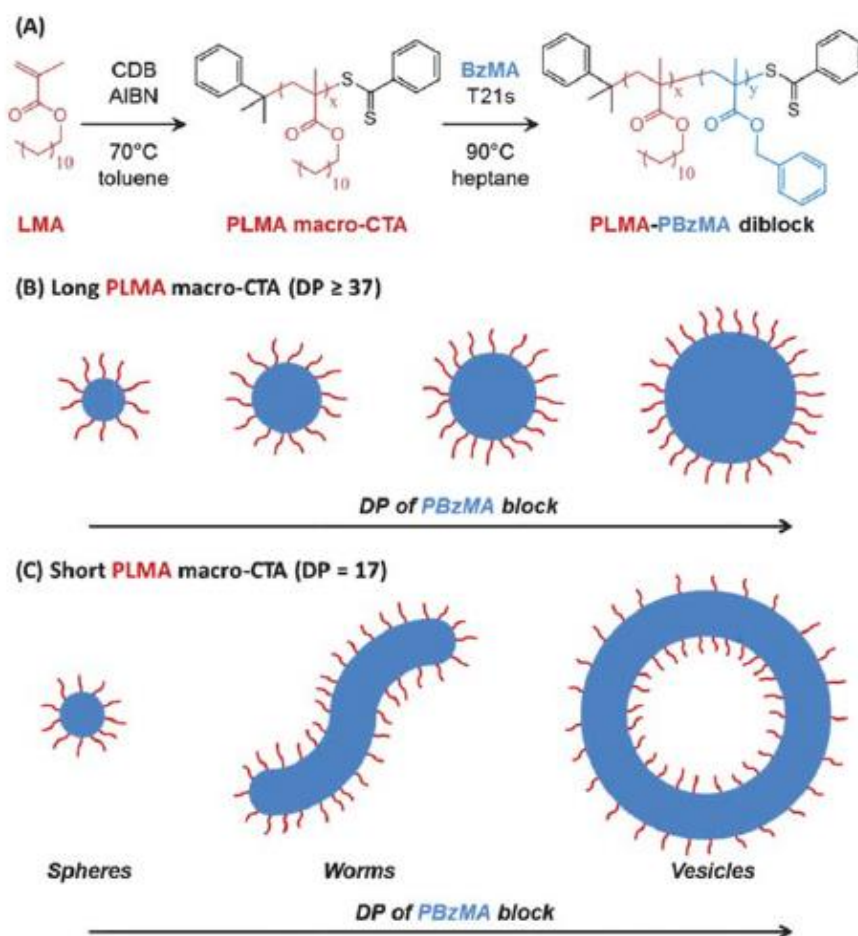 (A)
CDB
AIBN
70°C
toluene
O
O
10
LMA
x
S
S
O
O
10
PLMA macro-CTA
BzMA
T21s
90°C
heptane
x
y
S
S
O
O
O
O
10
PLMA-PBzMA diblock
(B) Long PLMA macro-CTA (DP ≥ 37)
DP of PBzMA block
(C) Short PLMA macro-CTA (DP = 17)
Spheres
Worms
Vesicles
DP of PBzMA block